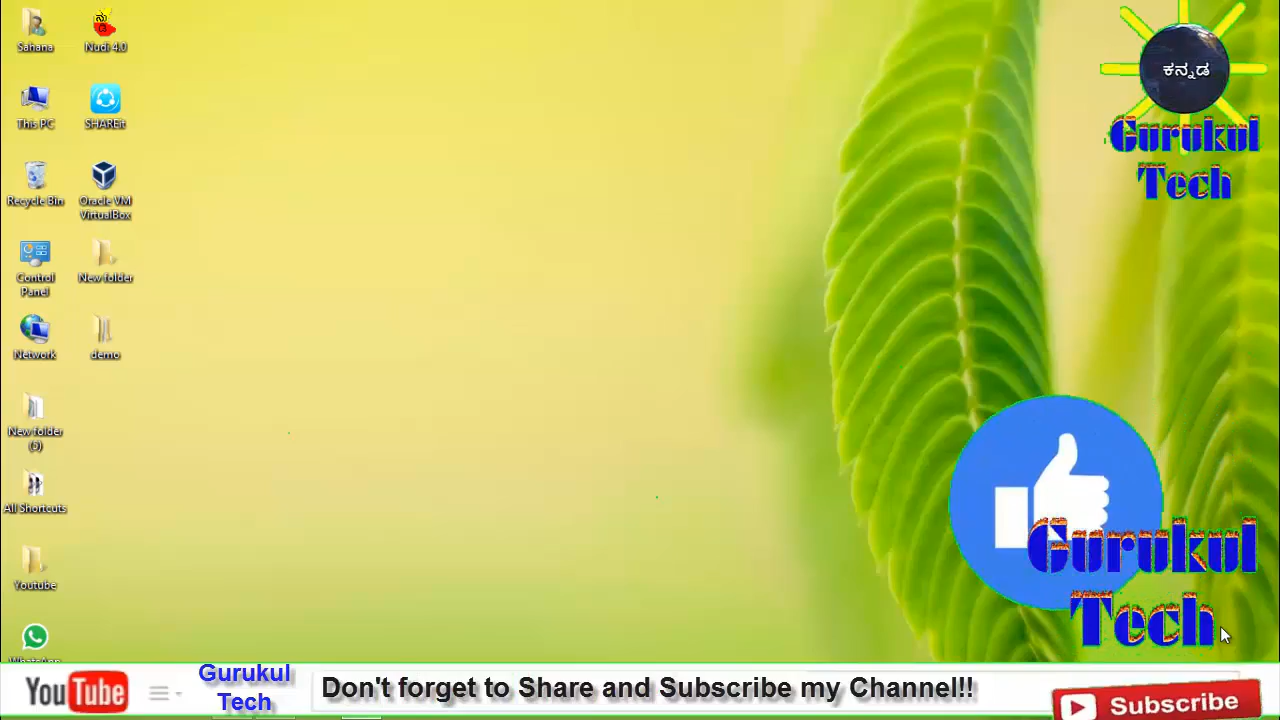 Sahana
Nudi 4.0
This PC
SHAREit
Recycle Bin
Oracle VM
VirtualBox
Control
Panel
New folder
Network
demo
New folder
(5)
All Shortcuts
Youtube
WhatsApp
ಕನ್ನಡ
Gurukul
Tech
Gurukul
Tech
YouTube
Gurukul
Tech
Don't forget to Share and Subscribe my Channel!!
Subscribe